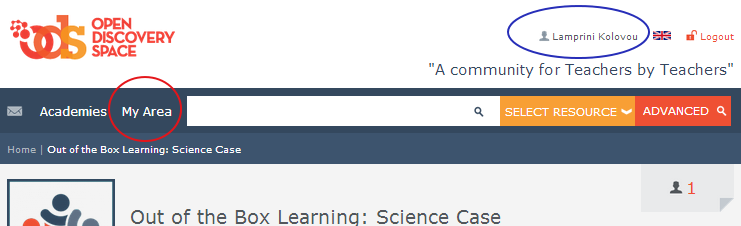 ods OPEN DISCOVERY SPACE
Lamprini Kolovou Logout
"A community for Teachers by Teachers"
Academies My Area SELECT RESOURCE ADVANCED
Home | Out of the Box Learning: Science Case
1
Out of the Box Learning: Science Case